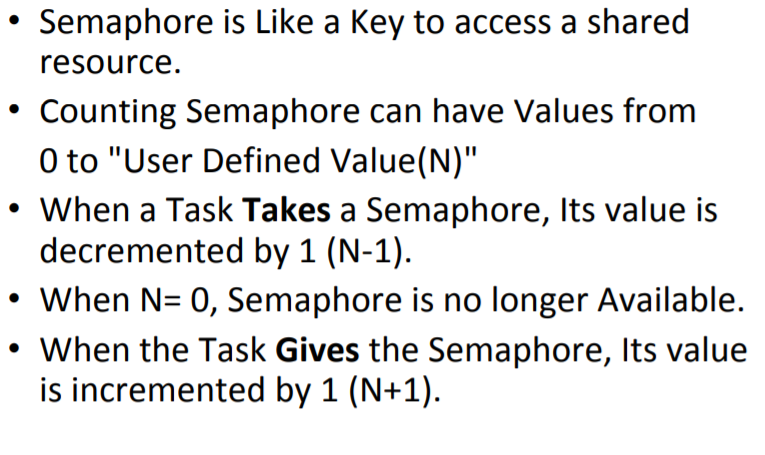 • Semaphore is Like a Key to access a shared
resource.
• Counting Semaphore can have Values from
0 to "User Defined Value(N)"
• When a Task Takes a Semaphore, Its value is
decremented by 1 (N-1).
• When N= 0, Semaphore is no longer Available.
• When the Task Gives the Semaphore, Its value
is incremented by 1 (N+1).